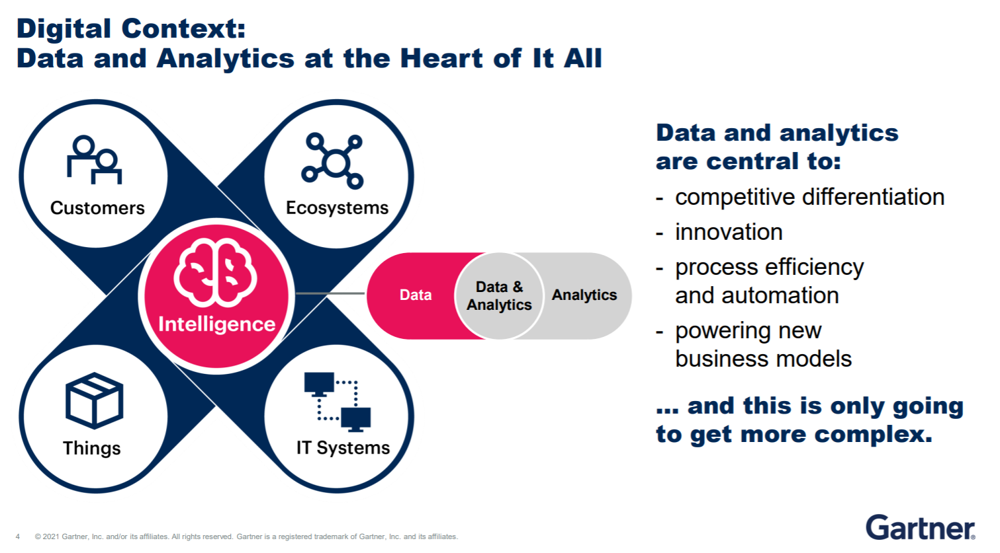 Digital Context:
Data and Analytics at the Heart of It All
Customers
Ecosystems
Intelligence
Things
IT Systems
Data
Data &
Analytics
Analytics
Data and analytics
are central to:
- competitive differentiation
- innovation
- process efficiency
and automation
- powering new
business models
... and this is only going
to get more complex.
4 © 2021 Gartner, Inc. and/or its affiliates. All rights reserved. Gartner is a registered trademark of Gartner, Inc. and its affiliates.
Gartner®